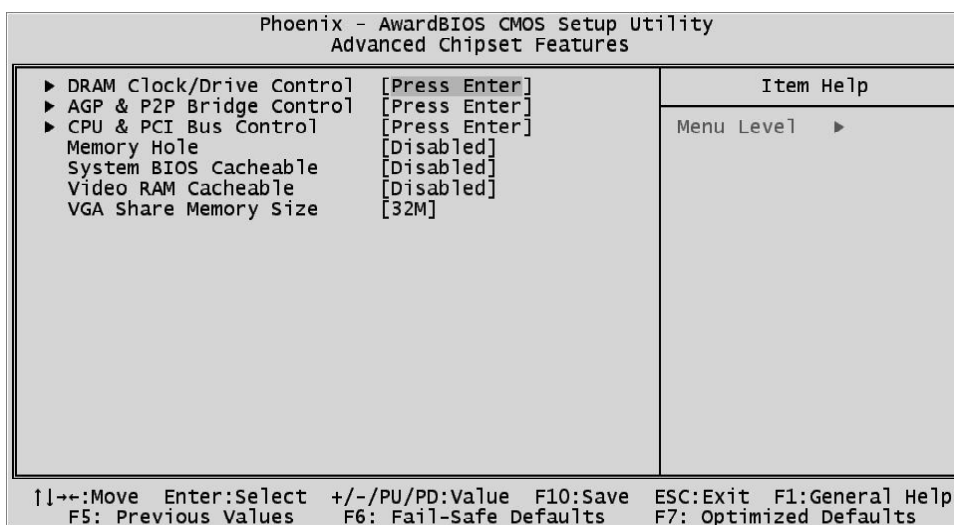 Phoenix - AwardBIOS CMOS Setup Utility
Advanced Chipset Features
▶ DRAM Clock/Drive Control [Press Enter]
▶ AGP & P2P Bridge Control [Press Enter]
▶ CPU & PCI Bus Control [Press Enter]
Memory Hole [Disabled]
System BIOS Cacheable [Disabled]
Video RAM Cacheable [Disabled]
VGA Share Memory Size [32M]
Item Help
Menu Level ▶
↑↓→←:Move Enter:Select +/-/PU/PD:Value F10:Save ESC:Exit F1:General Help
F5: Previous Values F6: Fail-Safe Defaults F7: Optimized Defaults